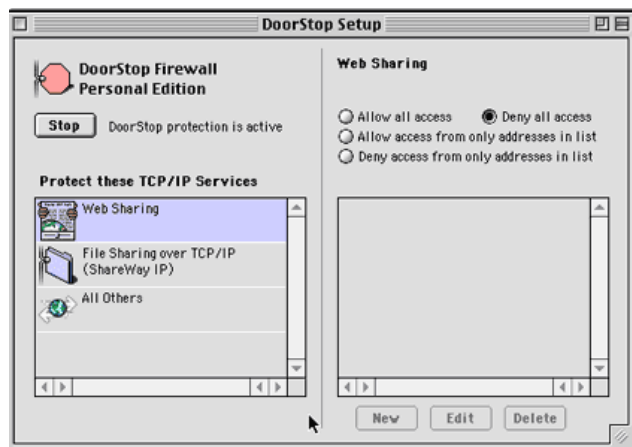 DoorStop Setup
DoorStop Firewall
Personal Edition
Stop
DoorStop protection is active
Protect these TCP/IP Services
Web Sharing
File Sharing over TCP/IP
(ShareWay IP)
All Others
Web Sharing
Allow all access
Deny all access
Allow access from only addresses in list
Deny access from only addresses in list
New
Edit
Delete